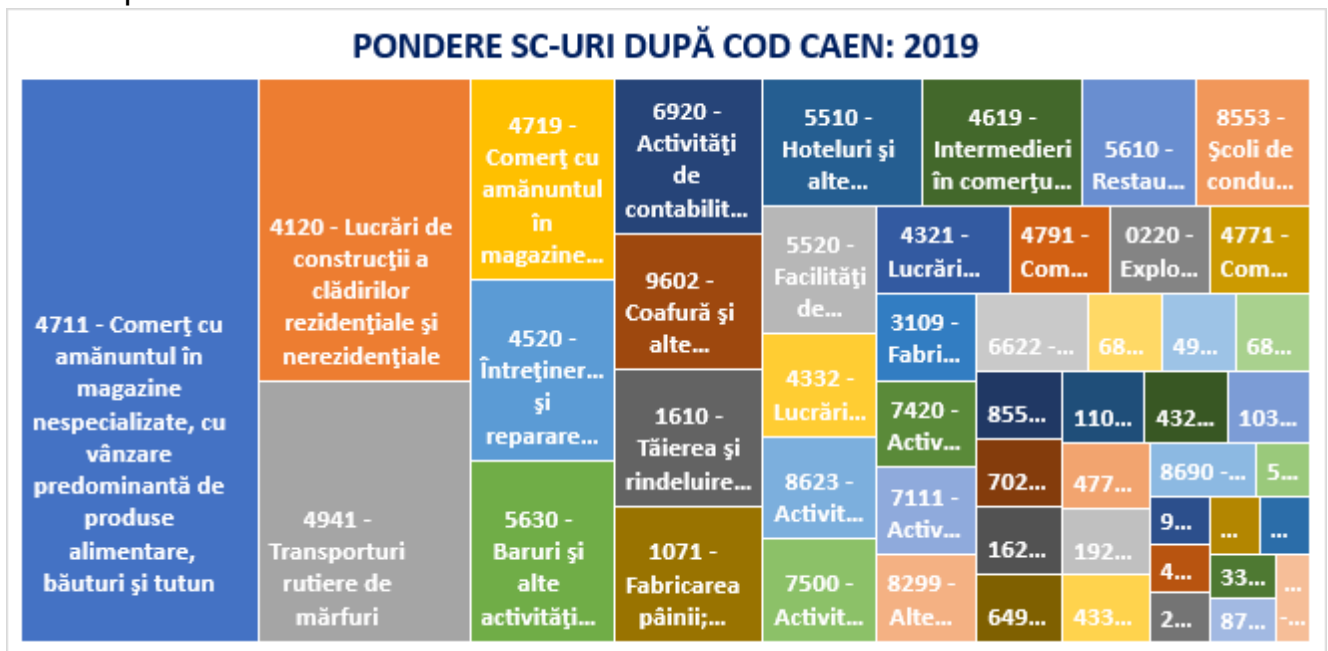 PONDERE SC-URI DUPĂ COD CAEN: 2019
4711 - Comerţ cu
amănuntul în
magazine
nespecializate, cu
vânzare
predominantă de
produse
alimentare,
băuturi şi tutun
4120 - Lucrări de
construcţii a
clădirilor
rezidenţiale şi
nerezidenţiale
4941 -
Transporturi
rutiere de
mărfuri
4719 -
Comerţ cu
amănuntul
în
magazine...
4520 -
Întreţiner...
şi
reparare...
5630 -
Baruri şi
alte
activităţi...
6920 -
Activităţi
de
contabilit...
9602 -
Coafură şi
alte...
1610 -
Tăierea şi
rindeluire...
1071 -
Fabricarea
pâinii;...
5510 -
Hoteluri şi
alte...
4619 -
Intermedieri
în comerţu...
5610 -
Restau...
8553 -
Şcoli de
condu...
5520 -
Facilităţi
de...
4332 -
Lucrări...
8623 -
Activit...
7500 -
Activit...
4321 -
Lucrări...
4791 -
Com...
0220 -
Explo...
4771 -
Com...
3109 -
Fabri...
7420 -
Activ...
7111 -
Activ...
8299 -
Alte...
6622 -...
68...
49...
68...
855...
110...
432...
103...
702...
477...
8690 -...
5...
162...
192...
9...
...
...
4...
33...
...
-...
649...
433...
2...
87...